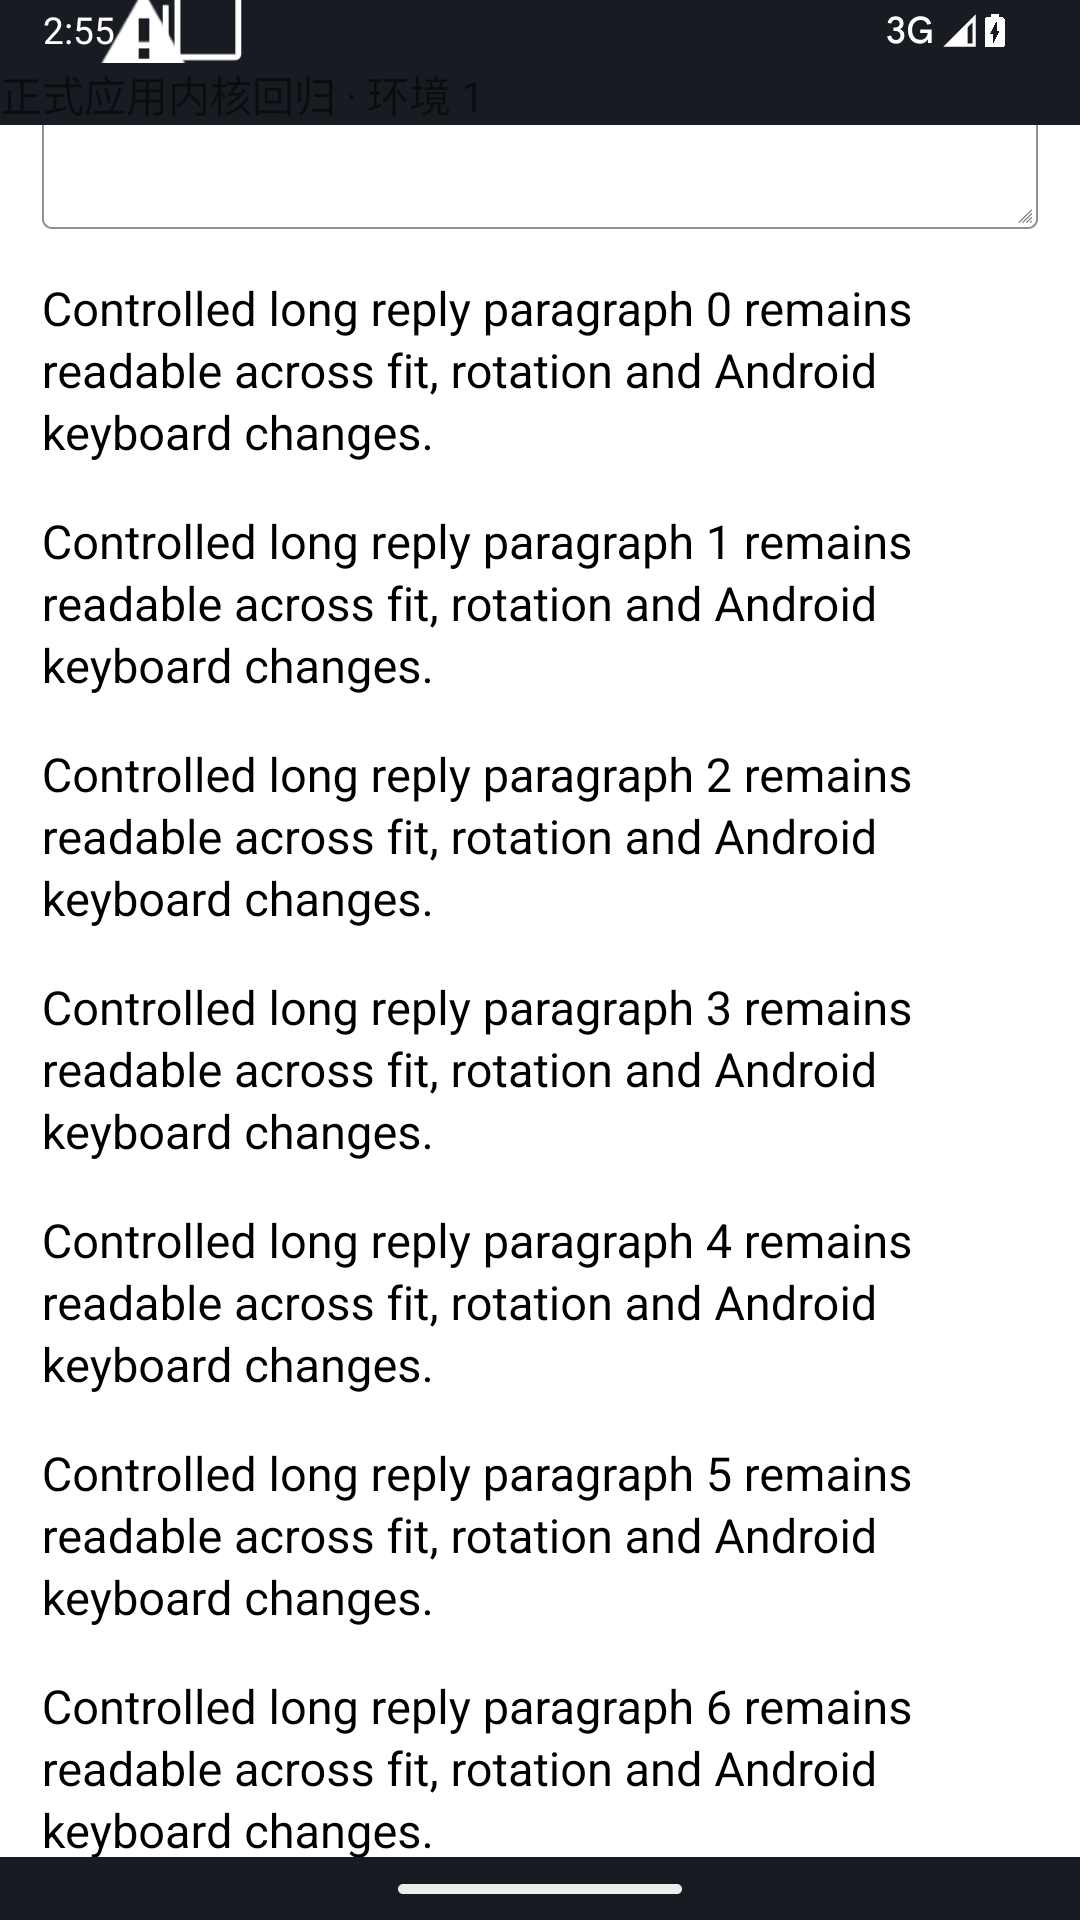 2:55
3G
正式应用内核回归 · 环境 1
Controlled long reply paragraph 0 remains
readable across fit, rotation and Android
keyboard changes.
Controlled long reply paragraph 1 remains
readable across fit, rotation and Android
keyboard changes.
Controlled long reply paragraph 2 remains
readable across fit, rotation and Android
keyboard changes.
Controlled long reply paragraph 3 remains
readable across fit, rotation and Android
keyboard changes.
Controlled long reply paragraph 4 remains
readable across fit, rotation and Android
keyboard changes.
Controlled long reply paragraph 5 remains
readable across fit, rotation and Android
keyboard changes.
Controlled long reply paragraph 6 remains
readable across fit, rotation and Android
keyboard changes.